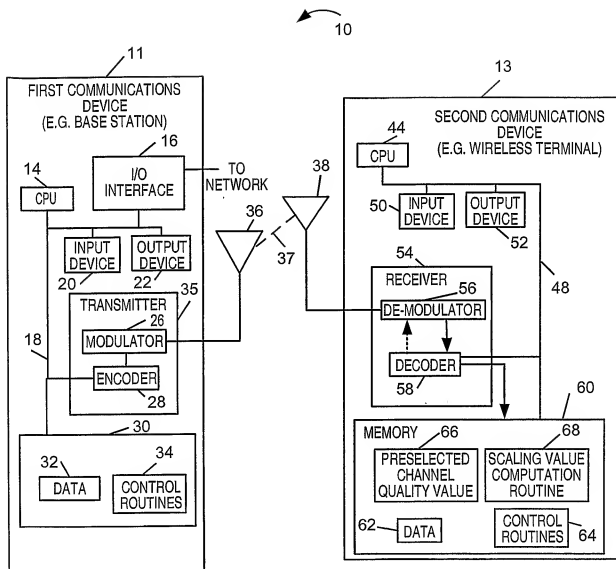 10
11
FIRST COMMUNICATIONS
DEVICE
(E.G. BASE STATION)
16
I/O
INTERFACE
TO
NETWORK
14
CPU
INPUT
DEVICE
20
OUTPUT
DEVICE
22
35
TRANSMITTER
26
MODULATOR
18
ENCODER
28
30
32
DATA
34
CONTROL
ROUTINES
36
37
38
13
SECOND COMMUNICATIONS
DEVICE
(E.G. WIRELESS TERMINAL)
44
CPU
50
INPUT
DEVICE
OUTPUT
DEVICE
52
54
RECEIVER
56
DE-MODULATOR
48
DECODER
58
60
MEMORY
66
PRESELECTED
CHANNEL
QUALITY VALUE
68
SCALING VALUE
COMPUTATION
ROUTINE
62
DATA
CONTROL
ROUTINES
64